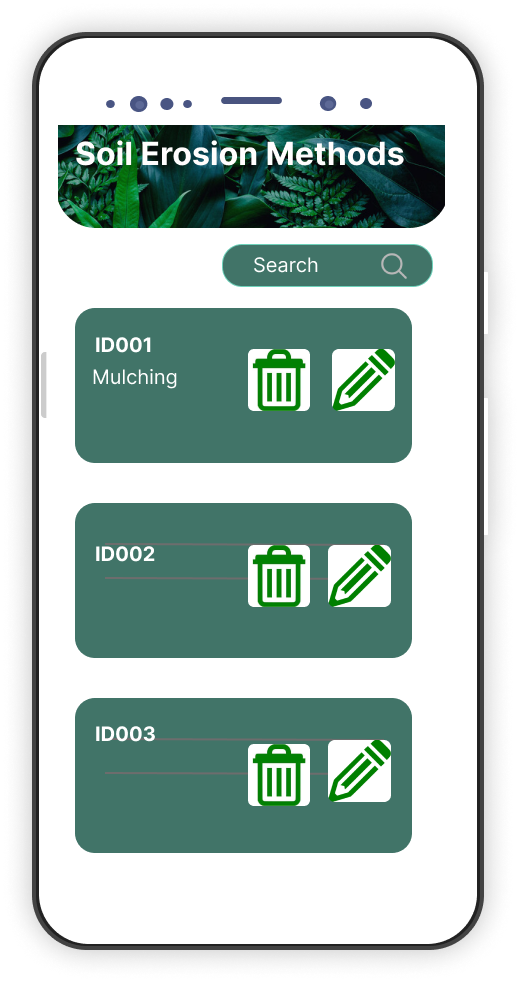 Soil Erosion Methods
Search
ID001
Mulching
ID002
ID003